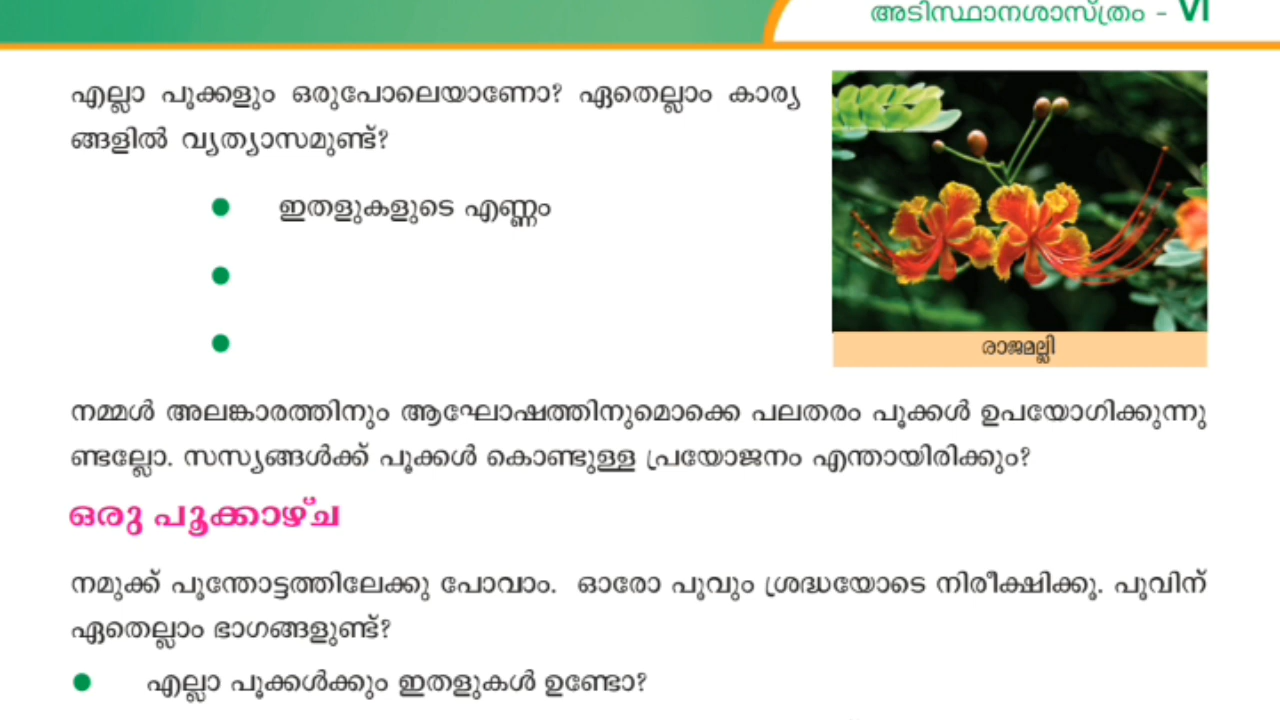 അടിസ്ഥാനശാസ്ത്രം - VI
എല്ലാ പൂക്കളും ഒരുപോലെയാണോ? ഏതെല്ലാം കാര്യ
ങ്ങളിൽ വ്യത്യാസമുണ്ട്?
ഇതളുകളുടെ എണ്ണം
രാജമല്ലി
നമ്മൾ അലങ്കാരത്തിനും ആഘോഷത്തിനുമൊക്കെ പലതരം പൂക്കൾ ഉപയോഗിക്കുന്നു
ണ്ടല്ലോ. സസ്യങ്ങൾക്ക് പൂക്കൾ കൊണ്ടുള്ള പ്രയോജനം എന്തായിരിക്കും?
ഒരു പൂക്കാഴ്ച
നമുക്ക് പൂന്തോട്ടത്തിലേക്കു പോവാം. ഓരോ പൂവും ശ്രദ്ധയോടെ നിരീക്ഷിക്കൂ. പൂവിന്
ഏതെല്ലാം ഭാഗങ്ങളുണ്ട്?
എല്ലാ പൂക്കൾക്കും ഇതളുകൾ ഉണ്ടോ?